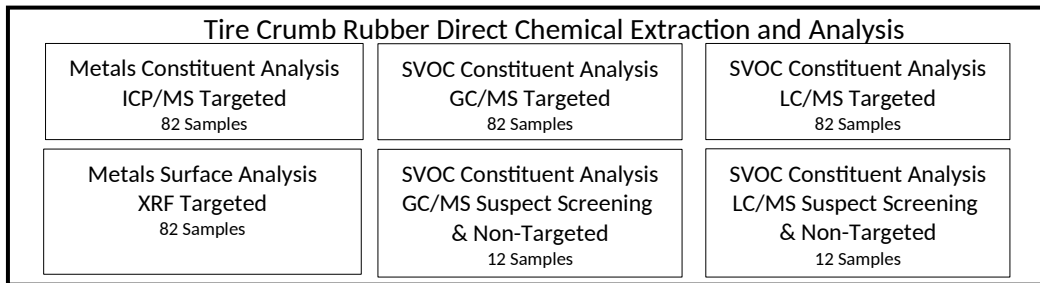 Tire Crumb Rubber Direct Chemical Extraction and Analysis
Metals Constituent Analysis
ICP/MS Targeted
82 Samples
SVOC Constituent Analysis
GC/MS Targeted
82 Samples
SVOC Constituent Analysis
LC/MS Targeted
82 Samples
Metals Surface Analysis
XRF Targeted
82 Samples
SVOC Constituent Analysis
GC/MS Suspect Screening
& Non-Targeted
12 Samples
SVOC Constituent Analysis
LC/MS Suspect Screening
& Non-Targeted
12 Samples